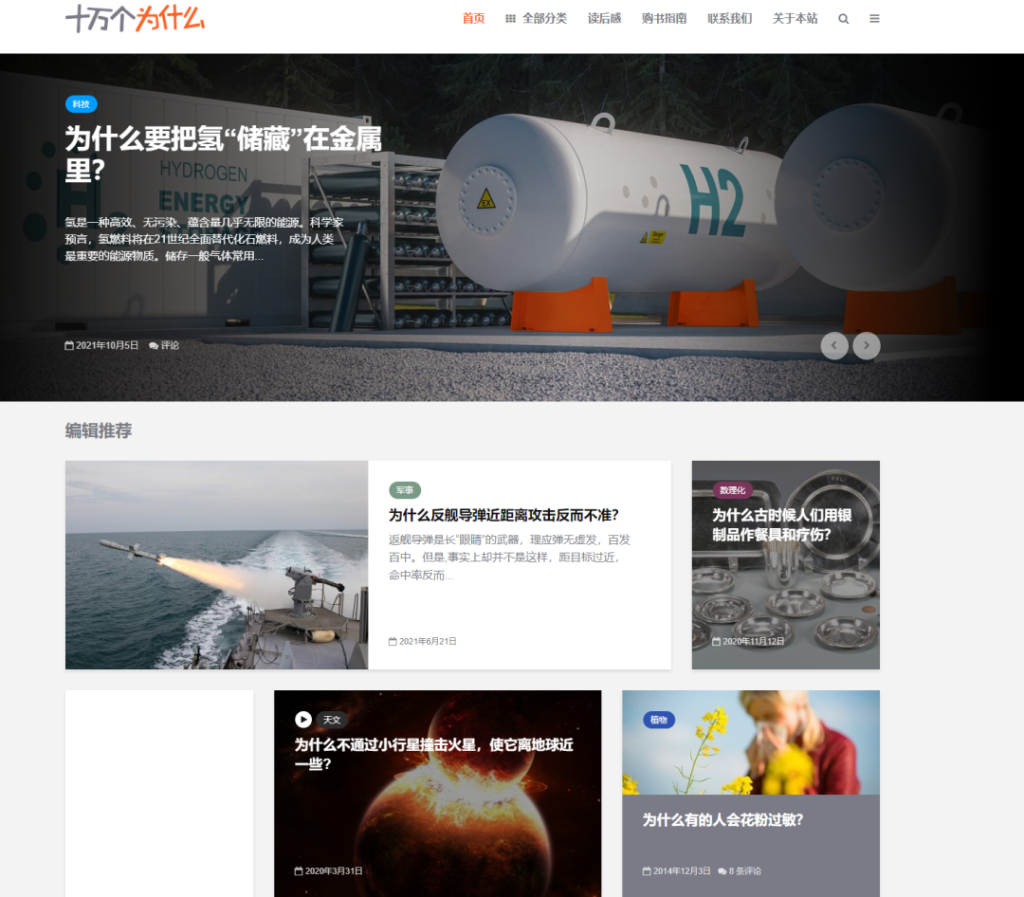 十万个为什么
首页 全部分类 读后感 购书指南 联系我们 关于本站
科技
为什么要把氢“储藏”在金属
里？
HYDROGEN
ENERGY
H2
EX
氢是一种高效、无污染、蕴含量几乎无限的能源。科学家
预言，氢燃料将在21世纪全面替代化石燃料，成为人类
最重要的能源物质。储存一般气体常用...
2021年10月5日 评论
编辑推荐
军事
为什么反舰导弹近距离攻击反而不准？
返舰导弹是长“眼睛”的武器，理应弹无虚发，百发
百中。但是,事实上却并不是这样，距目标过近，
命中率反而...
2021年6月21日
数理化
为什么古时候人们用银
制品作餐具和疗伤？
2020年11月12日
天文
为什么不通过小行星撞击火星，使它离地球近
一些？
2020年3月31日
植物
为什么有的人会花粉过敏？
2014年12月3日 8 条评论